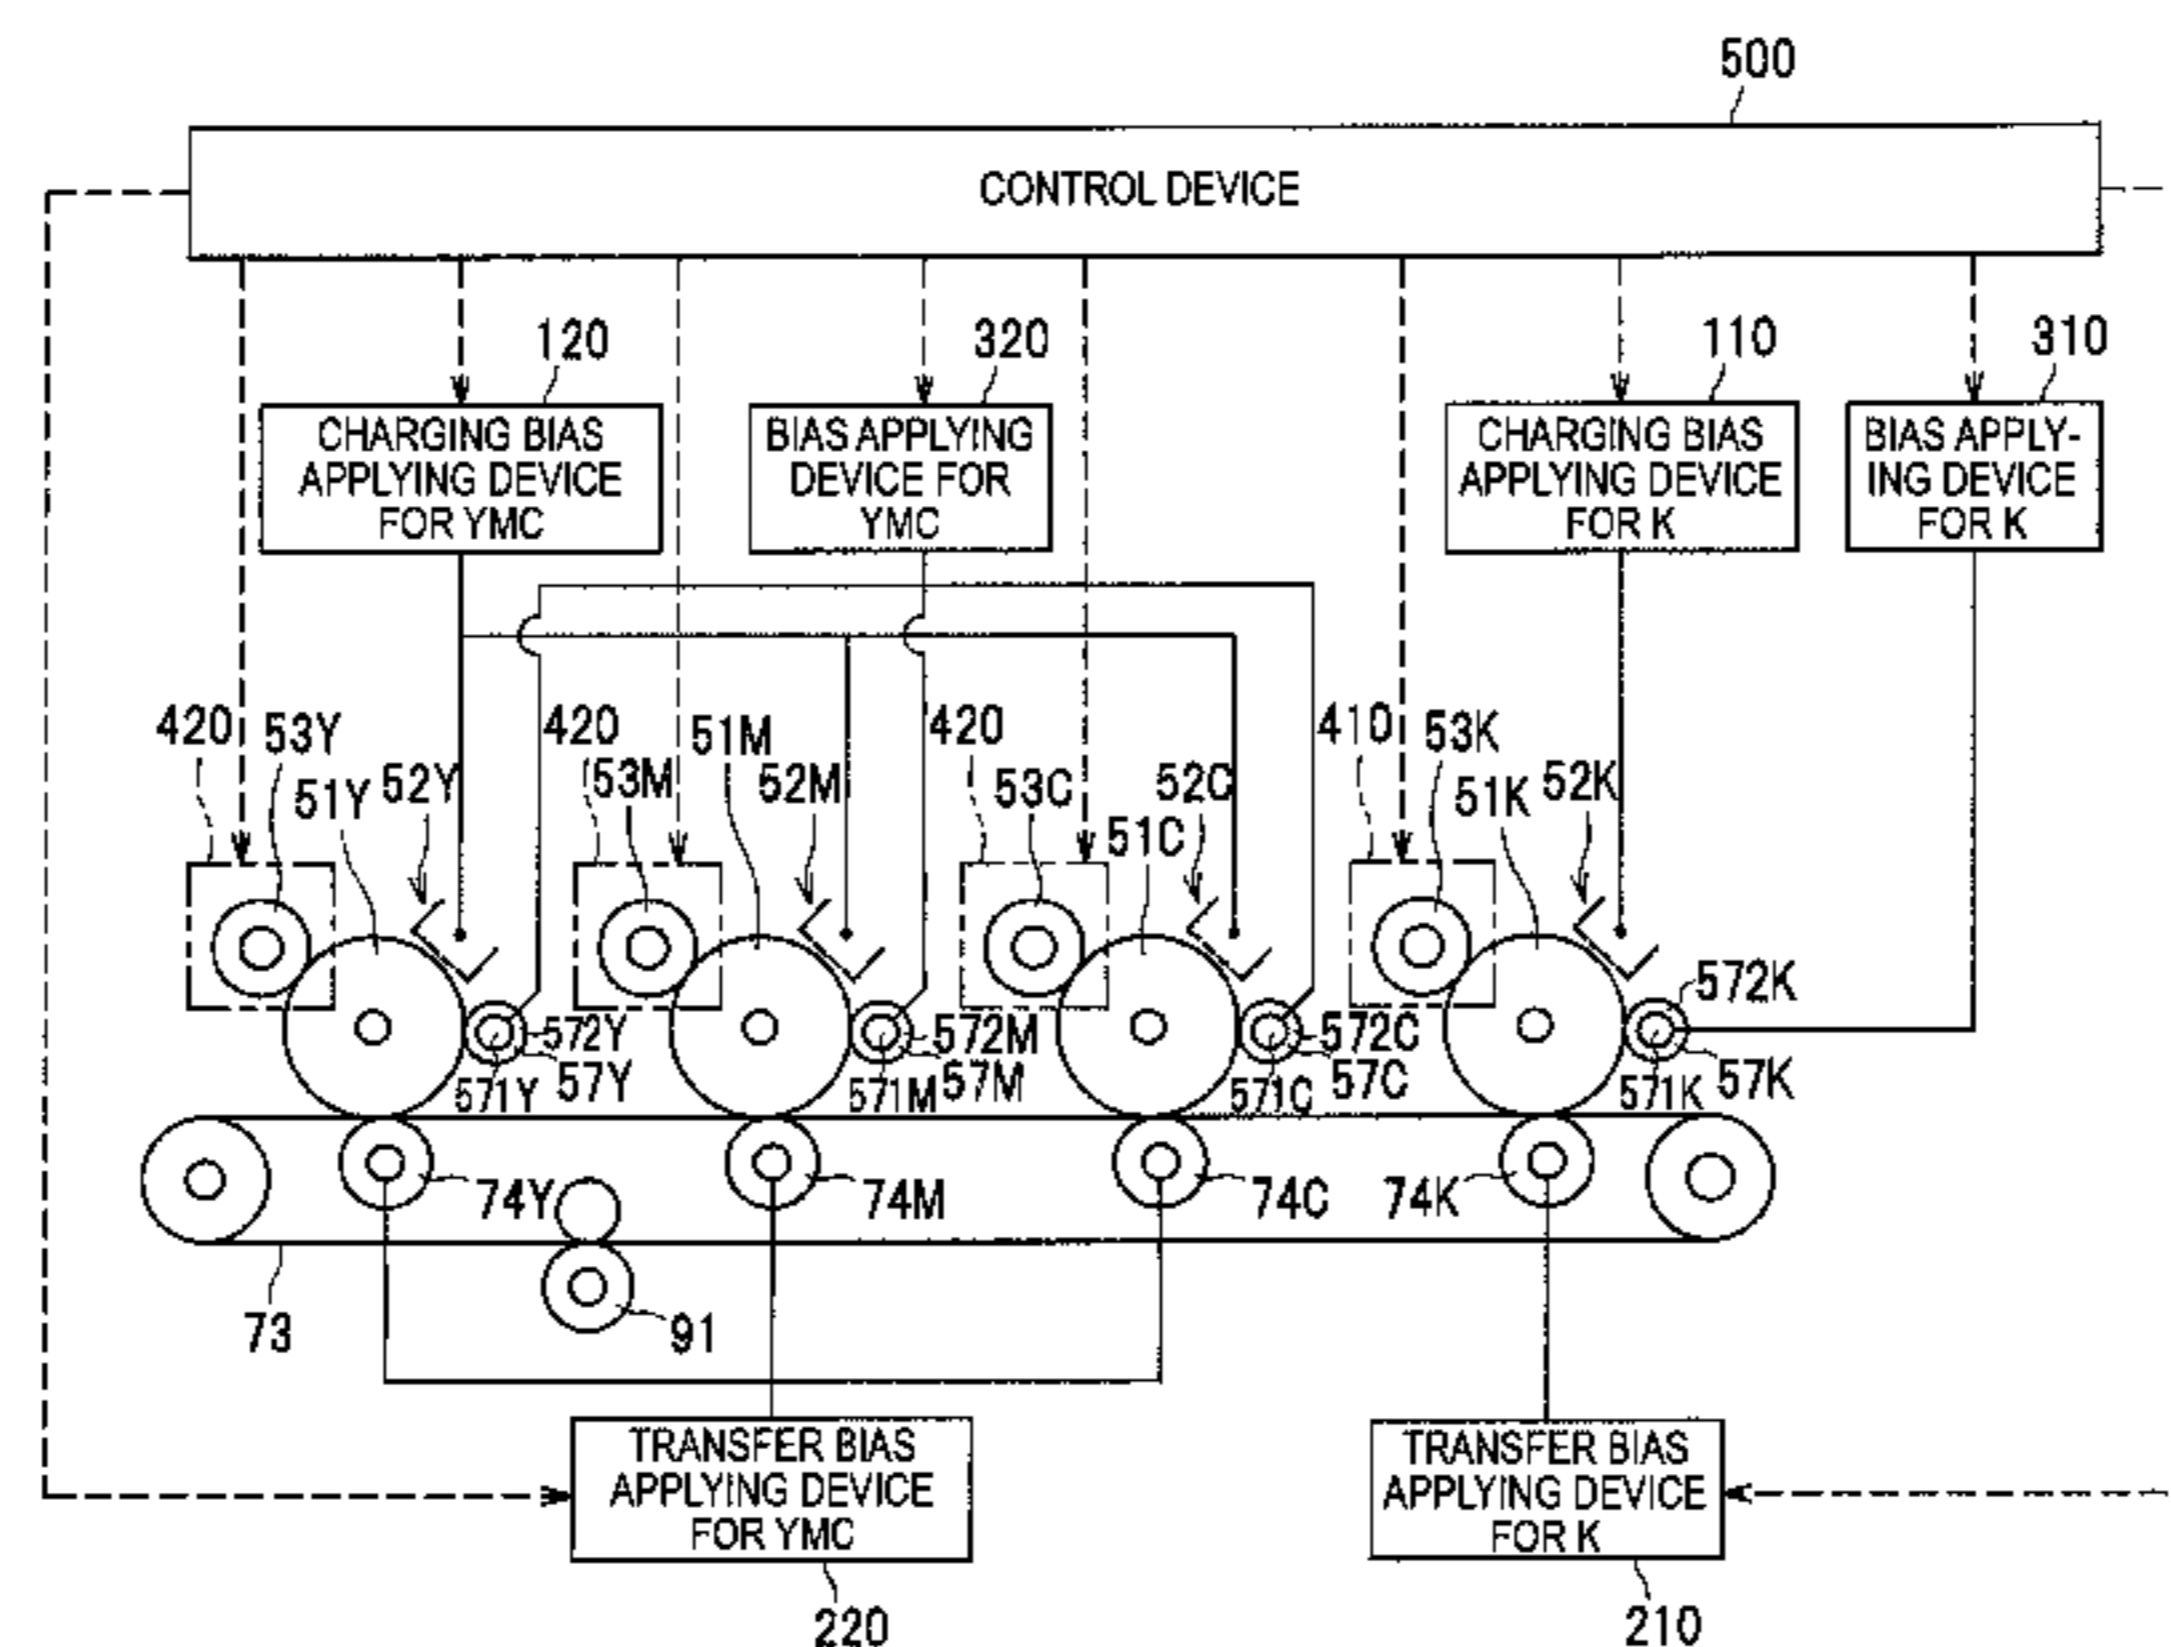 500
CONTROL DEVICE
120
320
110
310
CHARGING BIAS
APPLYING DEVICE
FOR YMC
BIAS APPLYING
DEVICE FOR
YMC
CHARGING BIAS
APPLYING DEVICE
FOR K
BIAS APPLY-
ING DEVICE
FOR K
420
53Y
51Y
52Y
420
53M
51M
52M
420
53C
51C
52C
410
53K
51K
52K
572Y
57Y
571Y
572M
57M
571M
572C
57C
571C
572K
57K
571K
74Y
74M
74C
74K
73
91
TRANSFER BIAS
APPLYING DEVICE
FOR YMC
TRANSFER BIAS
APPLYING DEVICE
FOR K
220
210